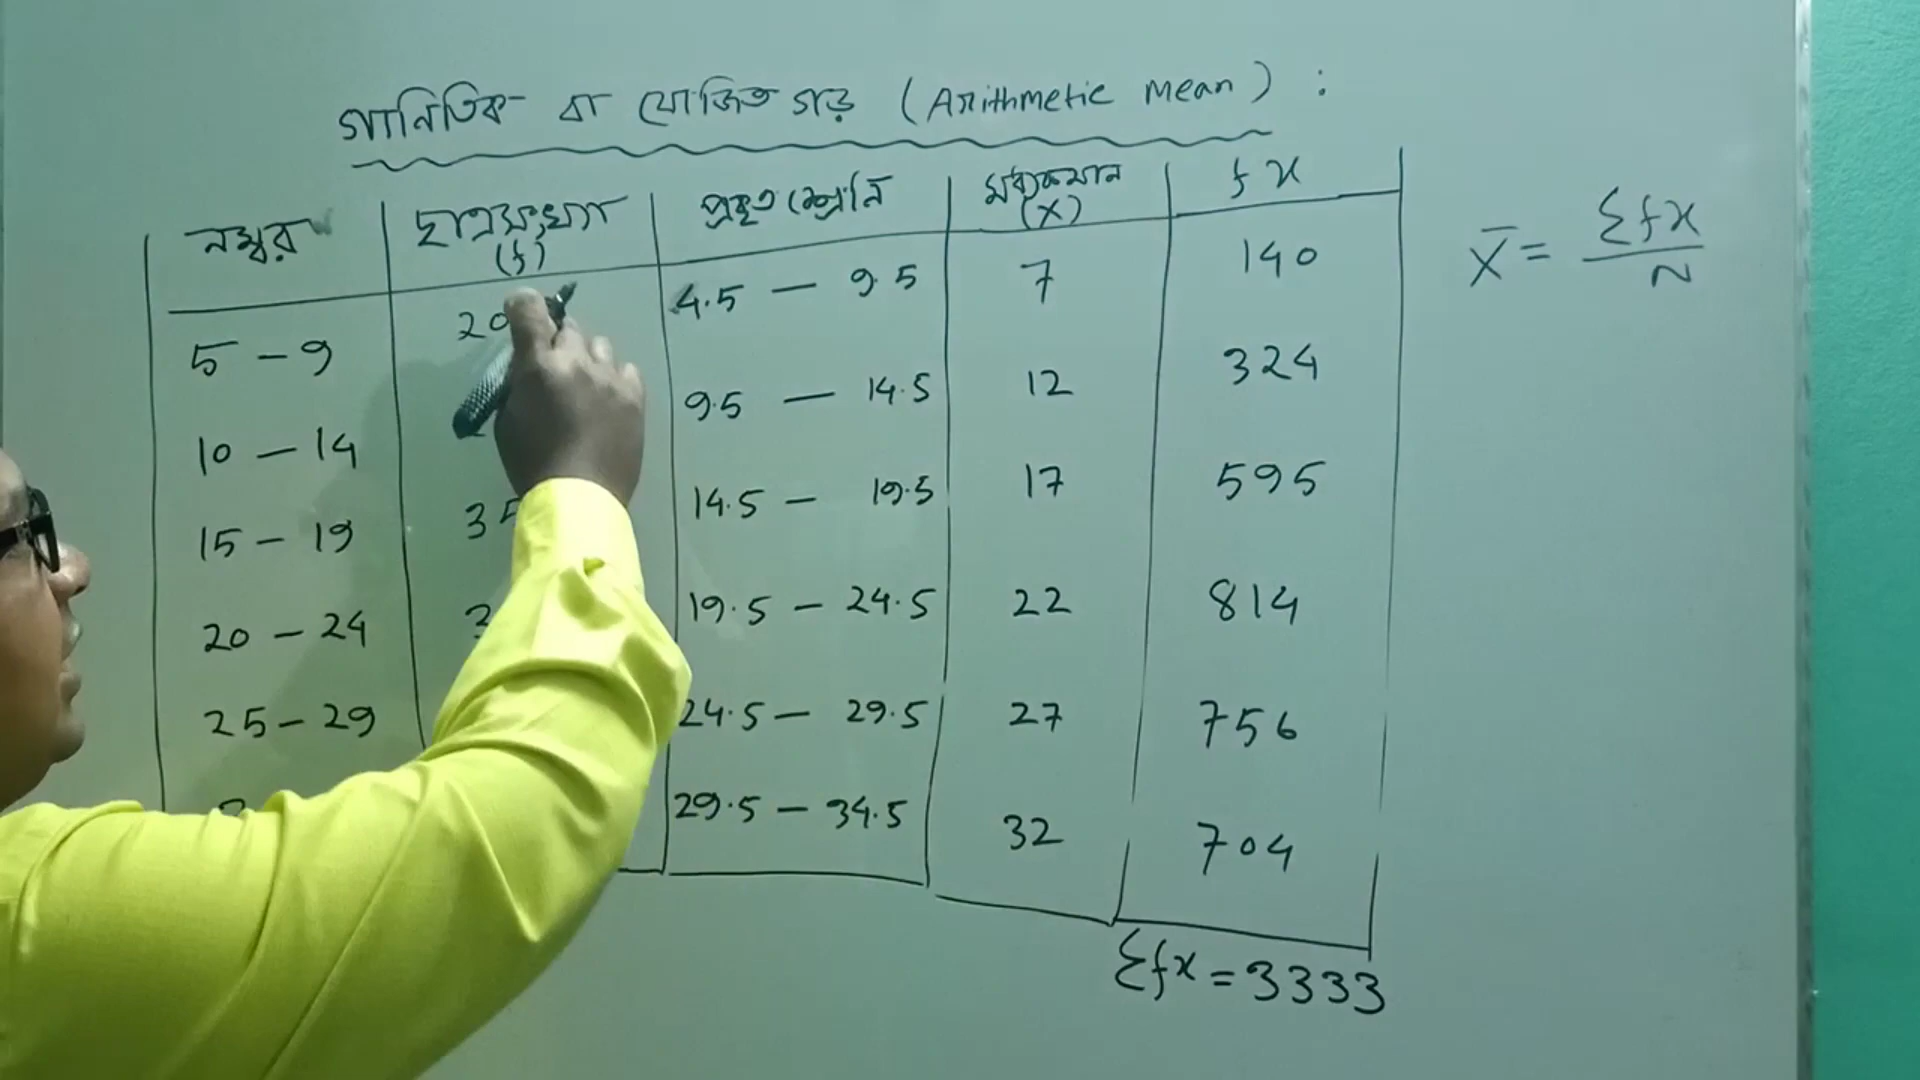 গাণিতিক বা যোজিত গড় (Arithmetic Mean) :
নম্বর ছাত্রসংখ্যা (f) প্রকৃত শ্রেণি মধ্যকমান (X) fx
5 - 9 20 4.5 — 9.5 7 140
10 - 14 9.5 — 14.5 12 324
15 - 19 35 14.5 - 19.5 17 595
20 - 24 3 19.5 - 24.5 22 814
25 - 29 24.5 - 29.5 27 756
29.5 - 34.5 32 704
Σfx = 3333
X̄ = Σfx / N